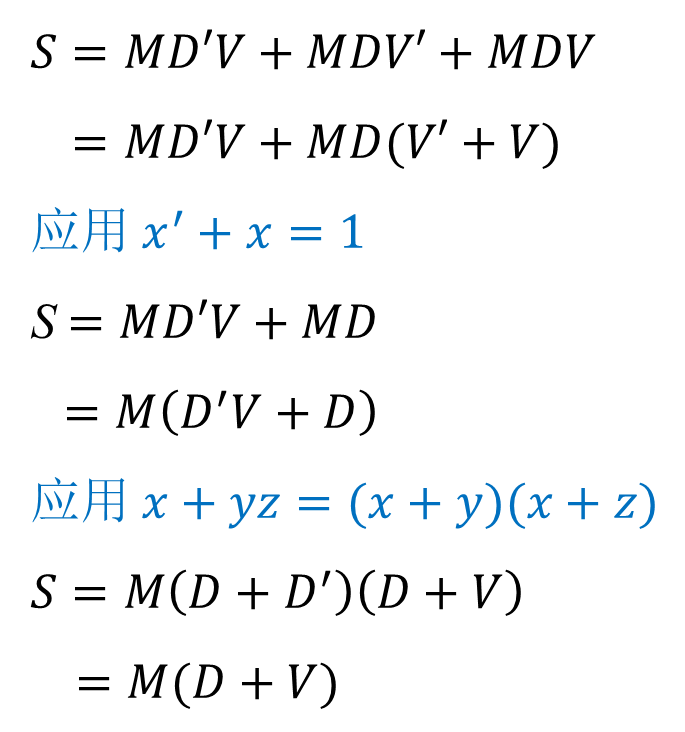 S = MD′V + MDV′ + MDV
= MD′V + MD(V′ + V)
应用 x′ + x = 1
S = MD′V + MD
= M(D′V + D)
应用 x + yz = (x + y)(x + z)
S = M(D + D′)(D + V)
= M(D + V)